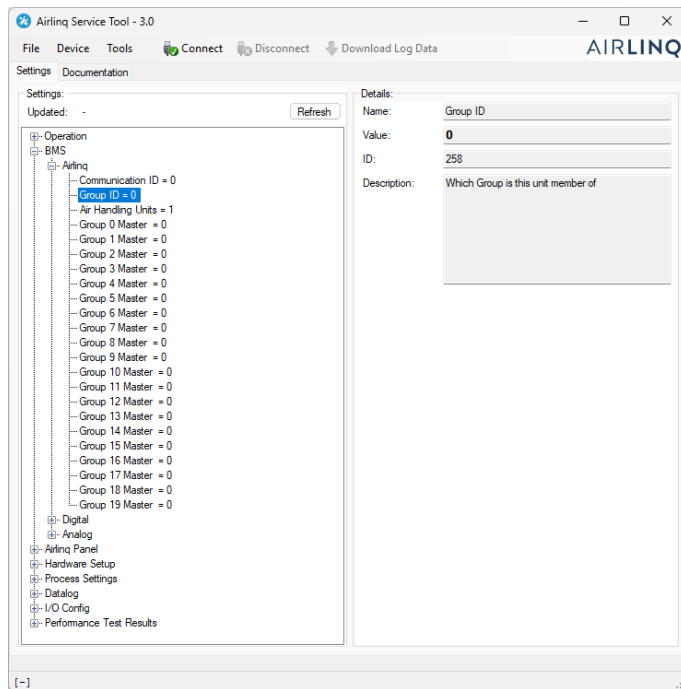 Airlinq Service Tool - 3.0
File Device Tools Connect Disconnect Download Log Data AIRLINQ
Settings Documentation
Settings:
Updated: - Refresh
Operation
BMS
Airlinq
Communication ID = 0
Group ID = 0
Air Handling Units = 1
Group 0 Master = 0
Group 1 Master = 0
Group 2 Master = 0
Group 3 Master = 0
Group 4 Master = 0
Group 5 Master = 0
Group 6 Master = 0
Group 7 Master = 0
Group 8 Master = 0
Group 9 Master = 0
Group 10 Master = 0
Group 11 Master = 0
Group 12 Master = 0
Group 13 Master = 0
Group 14 Master = 0
Group 15 Master = 0
Group 16 Master = 0
Group 17 Master = 0
Group 18 Master = 0
Group 19 Master = 0
Digital
Analog
Airlinq Panel
Hardware Setup
Process Settings
Datalog
I/O Config
Performance Test Results
Details:
Name: Group ID
Value: 0
ID: 258
Description: Which Group is this unit member of
[-]